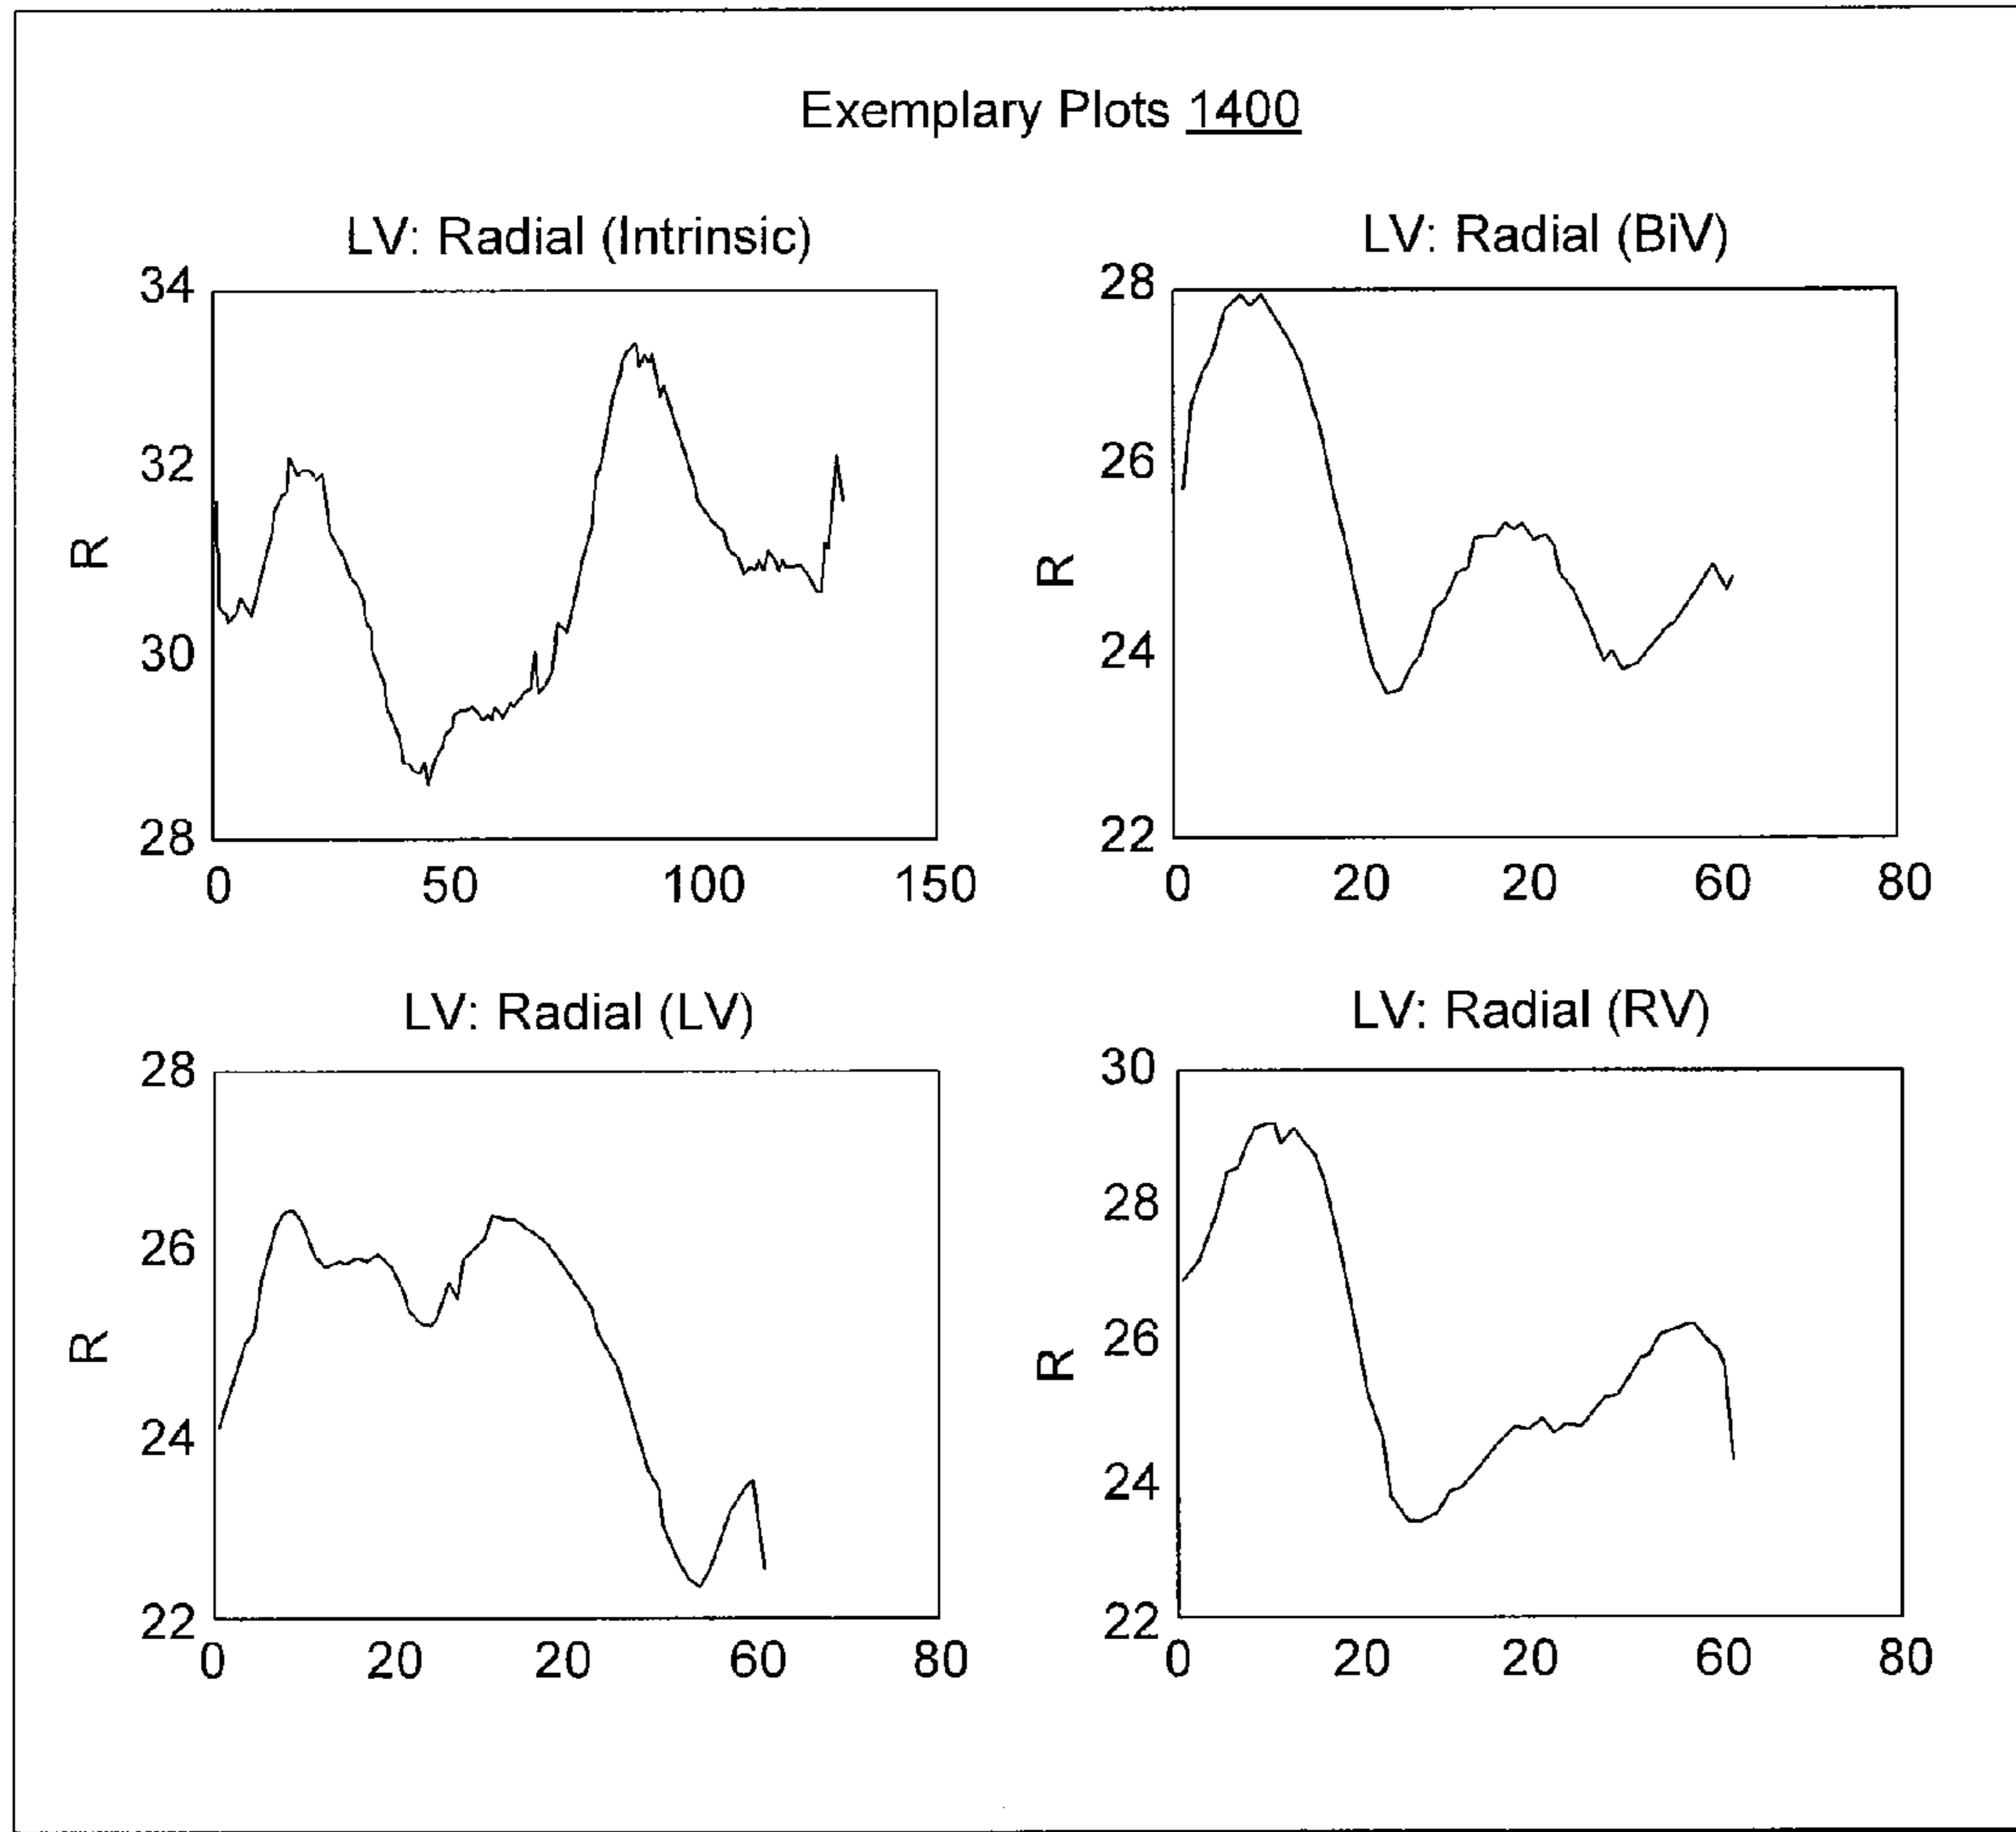 Exemplary Plots 1400
LV: Radial (Intrinsic)
34
32
30
28
R
0 50 100 150
LV: Radial (BiV)
28
26
24
22
R
0 20 20 60 80
LV: Radial (LV)
28
26
24
22
R
0 20 20 60 80
LV: Radial (RV)
30
28
26
24
22
R
0 20 20 60 80